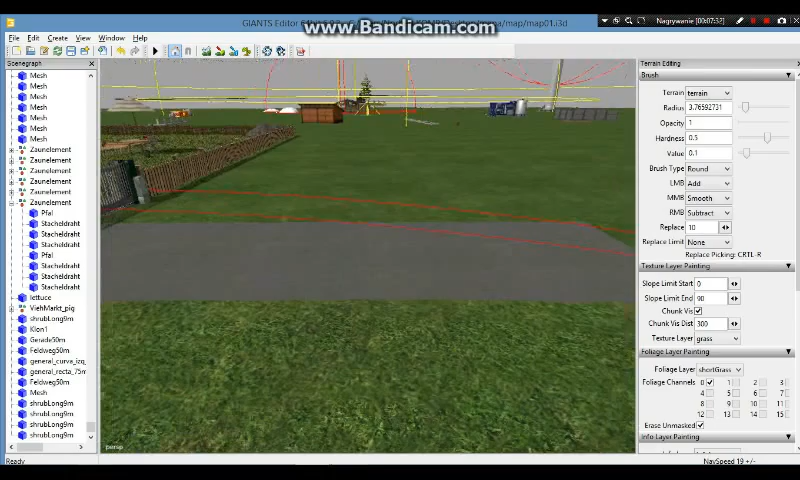 GIANTS Editor 64bit
map/map01.i3d
www.Bandicam.com
Nagrywanie [00:07:32]
File Edit Create View Scripts Window Help
Scenegraph
Mesh
Mesh
Mesh
Mesh
Mesh
Mesh
Mesh
Zaunelement
Zaunelement
Zaunelement
Zaunelement
Zaunelement
Zaunelement
Pfal
Stacheldraht
Stacheldraht
Stacheldraht
Pfal
Stacheldraht
Stacheldraht
Stacheldraht
lettuce
ViehMarkt_pig
shrubLong9m
Klon1
Gerade50m
Feldweg50m
general_curva_izq_
general_recta_75m
Feldweg50m
Mesh
shrubLong9m
shrubLong9m
shrubLong9m
shrubLong9m
persp
Terrain Editing
Brush
Terrain terrain
Radius 3.76592731
Opacity 1
Hardness 0.5
Value 0.1
Brush Type Round
LMB Add
MMB Smooth
RMB Subtract
Replace 10
Replace Limit None
Replace Picking: CRTL-R
Texture Layer Painting
Slope Limit Start 0
Slope Limit End 90
Chunk Vis
Chunk Vis Dist 300
Texture Layer grass
Foliage Layer Painting
Foliage Layer shortGrass
Foliage Channels 0 1 2 3
4 5 6 7
8 9 10 11
12 13 14 15
Erase Unmasked
Info Layer Painting
Ready
NavSpeed 19 +/-